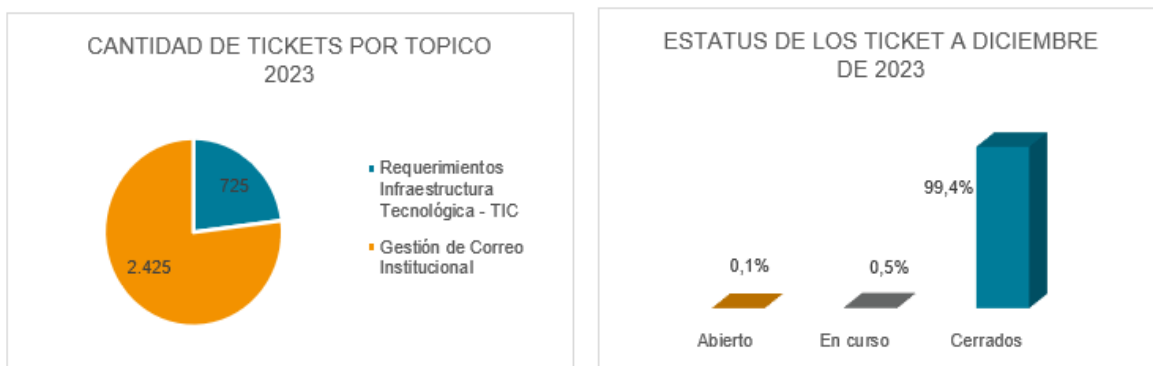 CANTIDAD DE TICKETS POR TOPICO
2023
725
2.425
Requerimientos
Infraestructura
Tecnológica - TIC
Gestión de Correo
Institucional
ESTATUS DE LOS TICKET A DICIEMBRE
DE 2023
0,1%
0,5%
99,4%
Abierto
En curso
Cerrados